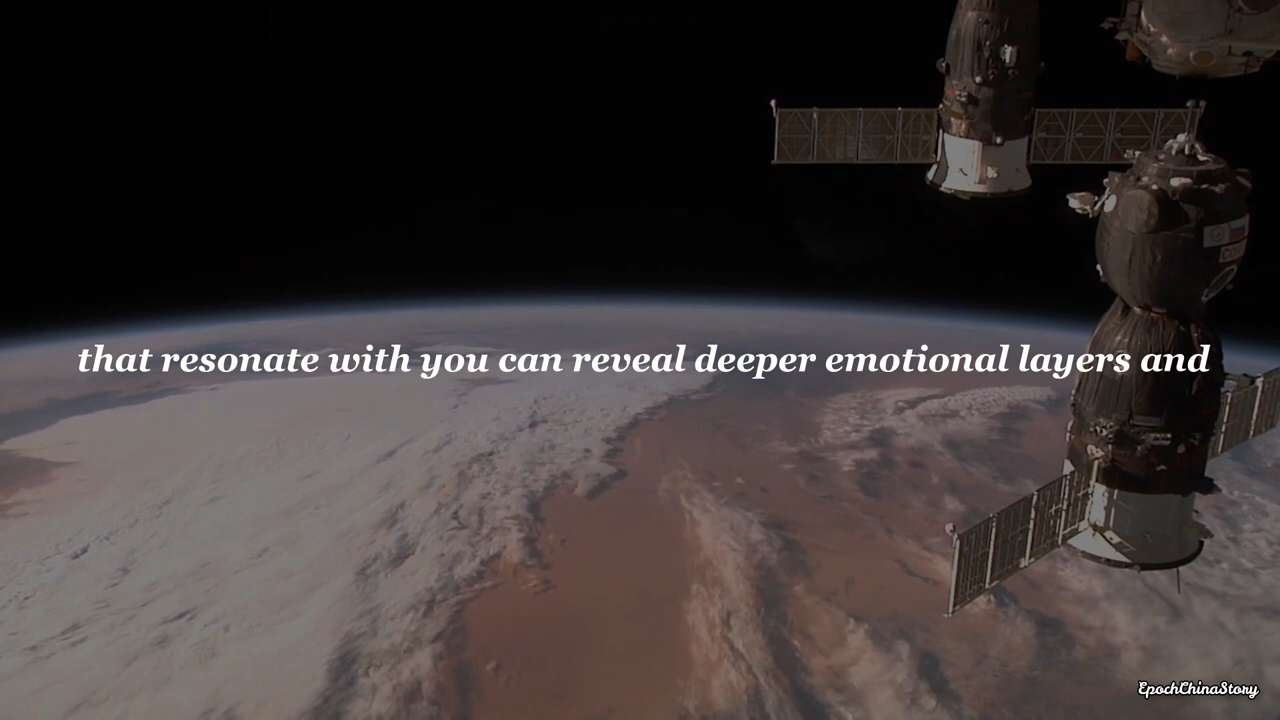 that resonate with you can reveal deeper emotional layers and
EpochChinaStory